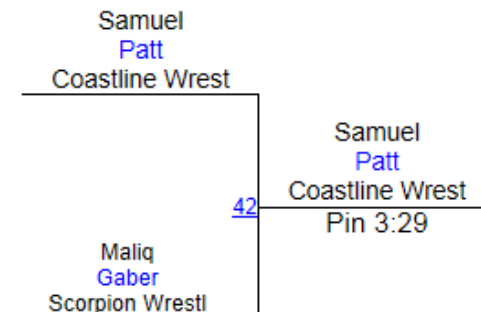 Samuel
Patt
Coastline Wrest
Samuel
Patt
Coastline Wrest
42
Pin 3:29
Maliq
Gaber
Scorpion Wrestl